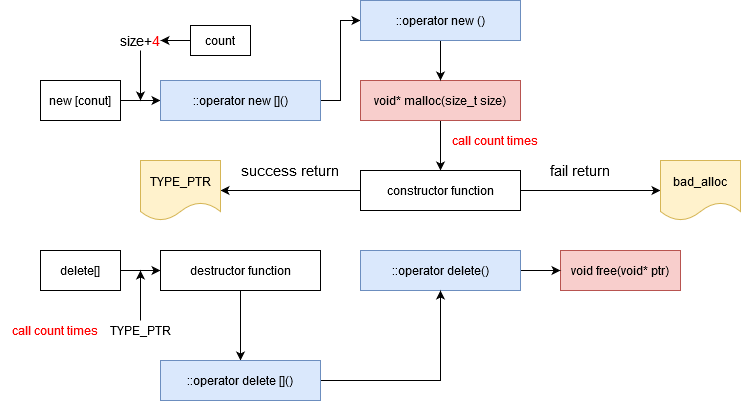 ::operator new ()
size+4
count
new [conut]
::operator new []()
void* malloc(size_t size)
call count times
TYPE_PTR
success return
constructor function
fail return
bad_alloc
delete[]
destructor function
::operator delete()
void free(void* ptr)
call count times
TYPE_PTR
::operator delete []()